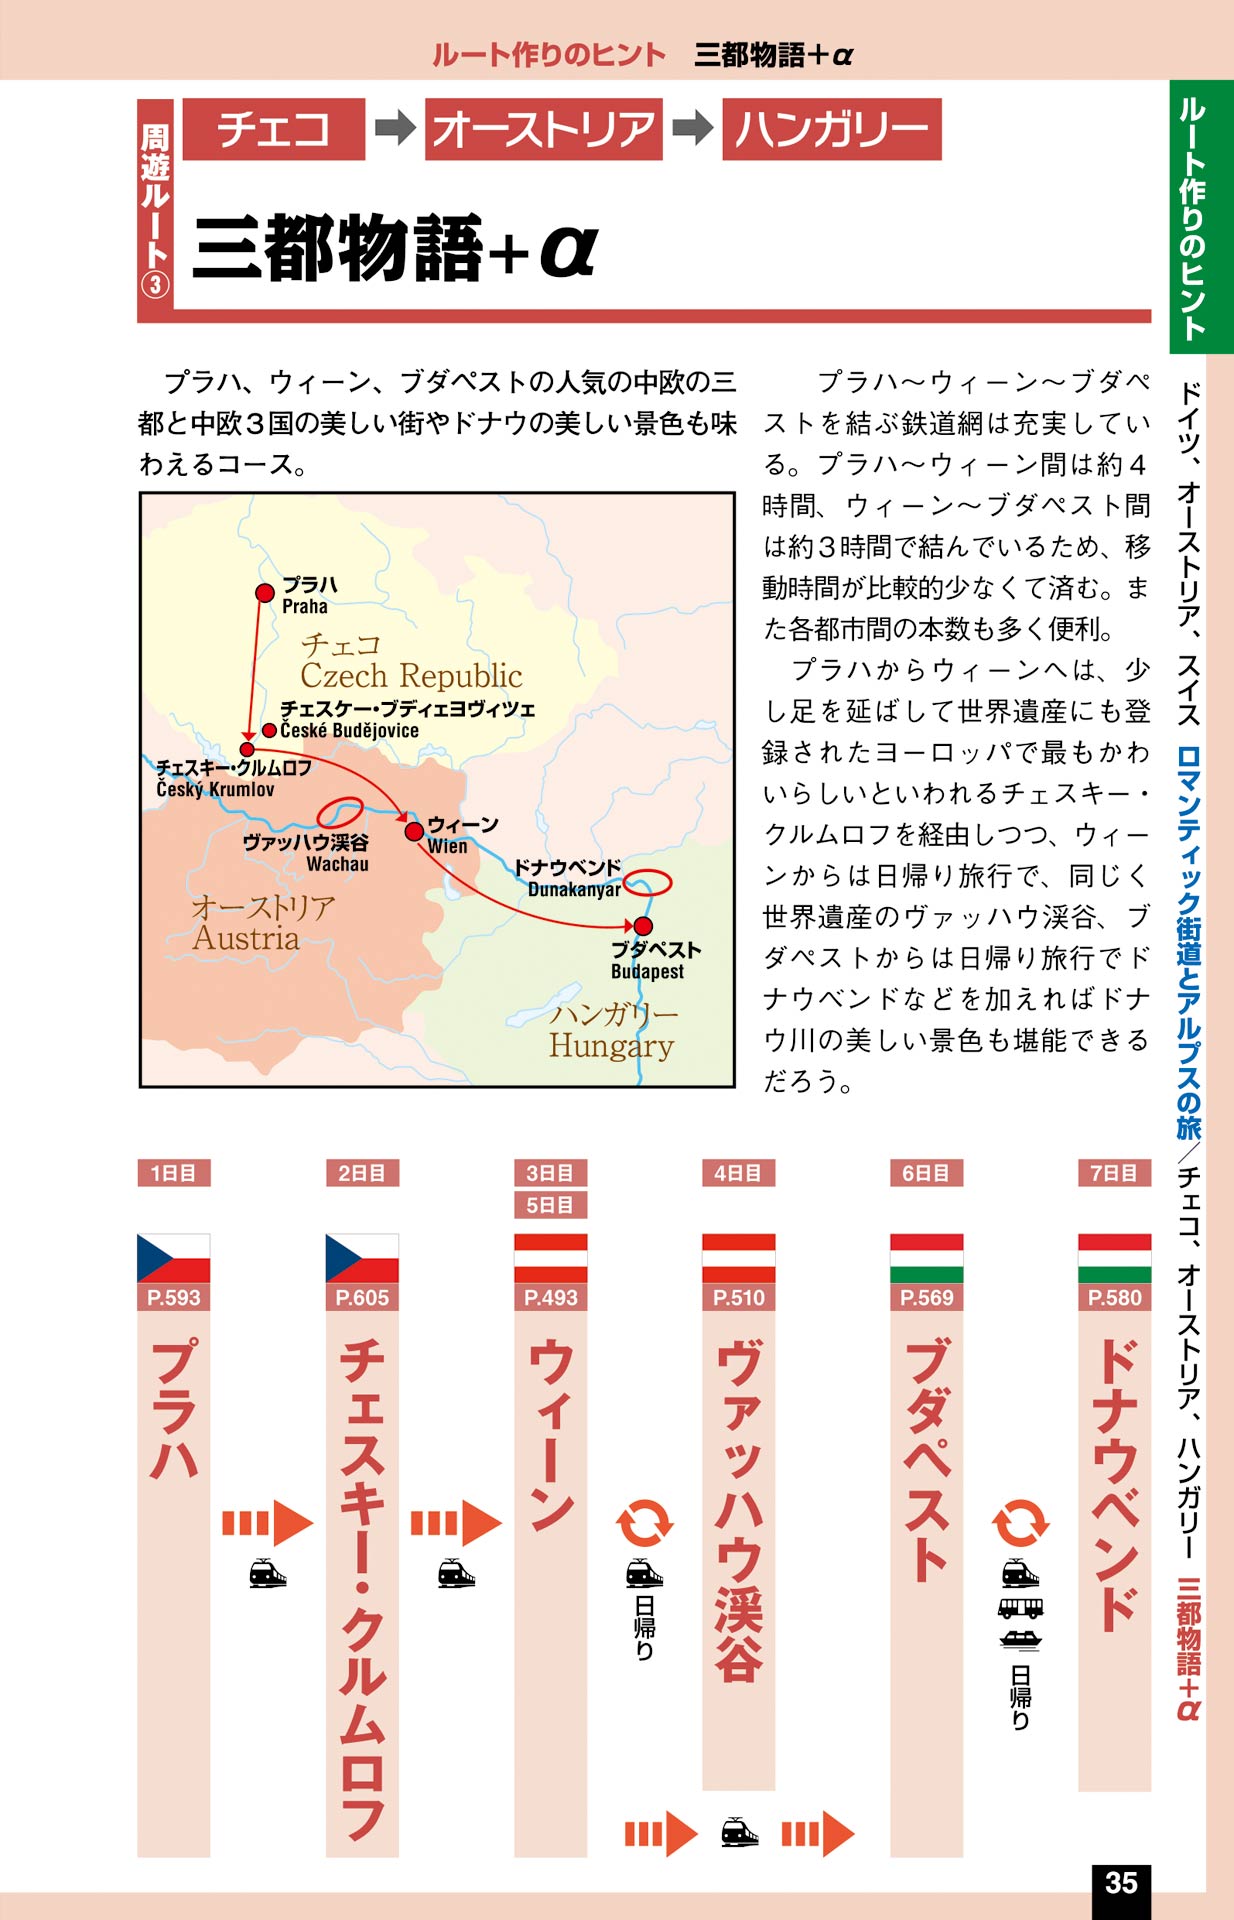 ルート作りのヒント 三都物語+α
周遊ルート③
チェコ
オーストリア
ハンガリー
三都物語+α
プラハ、ウィーン、ブダペストの人気の中欧の三
都と中欧3国の美しい街やドナウの美しい景色も味
わえるコース。
プラハ
Praha
チェコ
Czech Republic
チェスケー・ブディェヨヴィツェ
České Budějovice
チェスキー・クルムロフ
Český Krumlov
ヴァッハウ渓谷
Wachau
ウィーン
Wien
ドナウベンド
Dunakanyar
オーストリア
Austria
ブダペスト
Budapest
ハンガリー
Hungary
プラハ〜ウィーン〜ブダペ
ストを結ぶ鉄道網は充実してい
る。プラハ〜ウィーン間は約4
時間、ウィーン〜ブダペスト間
は約3時間で結んでいるため、移
動時間が比較的少なくて済む。ま
た各都市間の本数も多く便利。
プラハからウィーンへは、少
し足を延ばして世界遺産にも登
録されたヨーロッパで最もかわ
いらしいといわれるチェスキー・
クルムロフを経由しつつ、ウィー
ンからは日帰り旅行で、同じく
世界遺産のヴァッハウ渓谷、ブ
ダペストからは日帰り旅行でド
ナウベンドなどを加えればドナ
ウ川の美しい景色も堪能できる
だろう。
1日目
P.593
プラハ
2日目
P.605
チェスキー・クルムロフ
3日目
5日目
P.493
ウィーン
日帰り
4日目
P.510
ヴァッハウ渓谷
6日目
P.569
ブダペスト
日帰り
7日目
P.580
ドナウベンド
ルート作りのヒント
ドイツ、オーストリア、スイス ロマンティック街道とアルプスの旅/チェコ、オーストリア、ハンガリー 三都物語+α
35